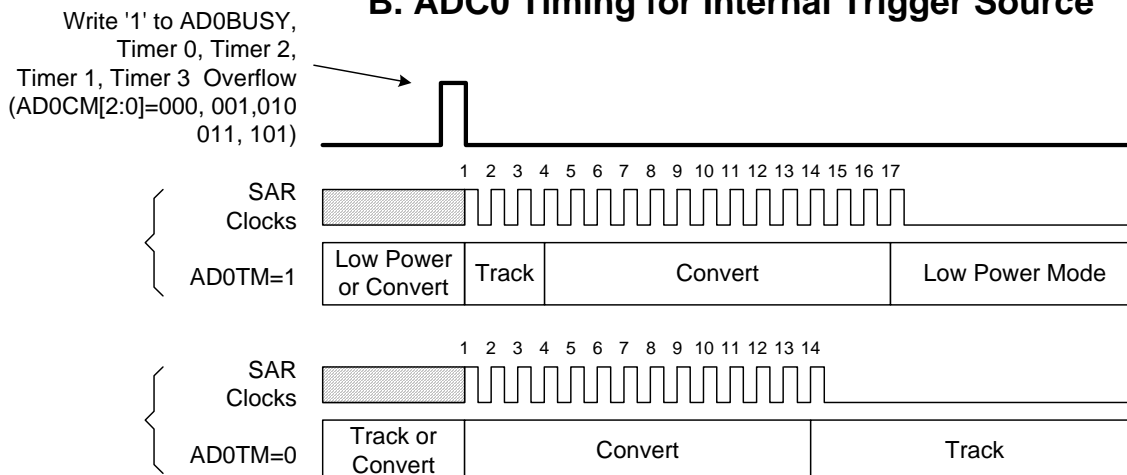 B. ADC0 Timing for Internal Trigger Source
Write '1' to AD0BUSY,
Timer 0, Timer 2,
Timer 1, Timer 3 Overflow
(AD0CM[2:0]=000, 001,010
011, 101)
1 2 3 4 5 6 7 8 9 10 11 12 13 14 15 16 17
SAR
Clocks
AD0TM=1
Low Power
or Convert
Track
Convert
Low Power Mode
1 2 3 4 5 6 7 8 9 10 11 12 13 14
SAR
Clocks
AD0TM=0
Track or
Convert
Convert
Track